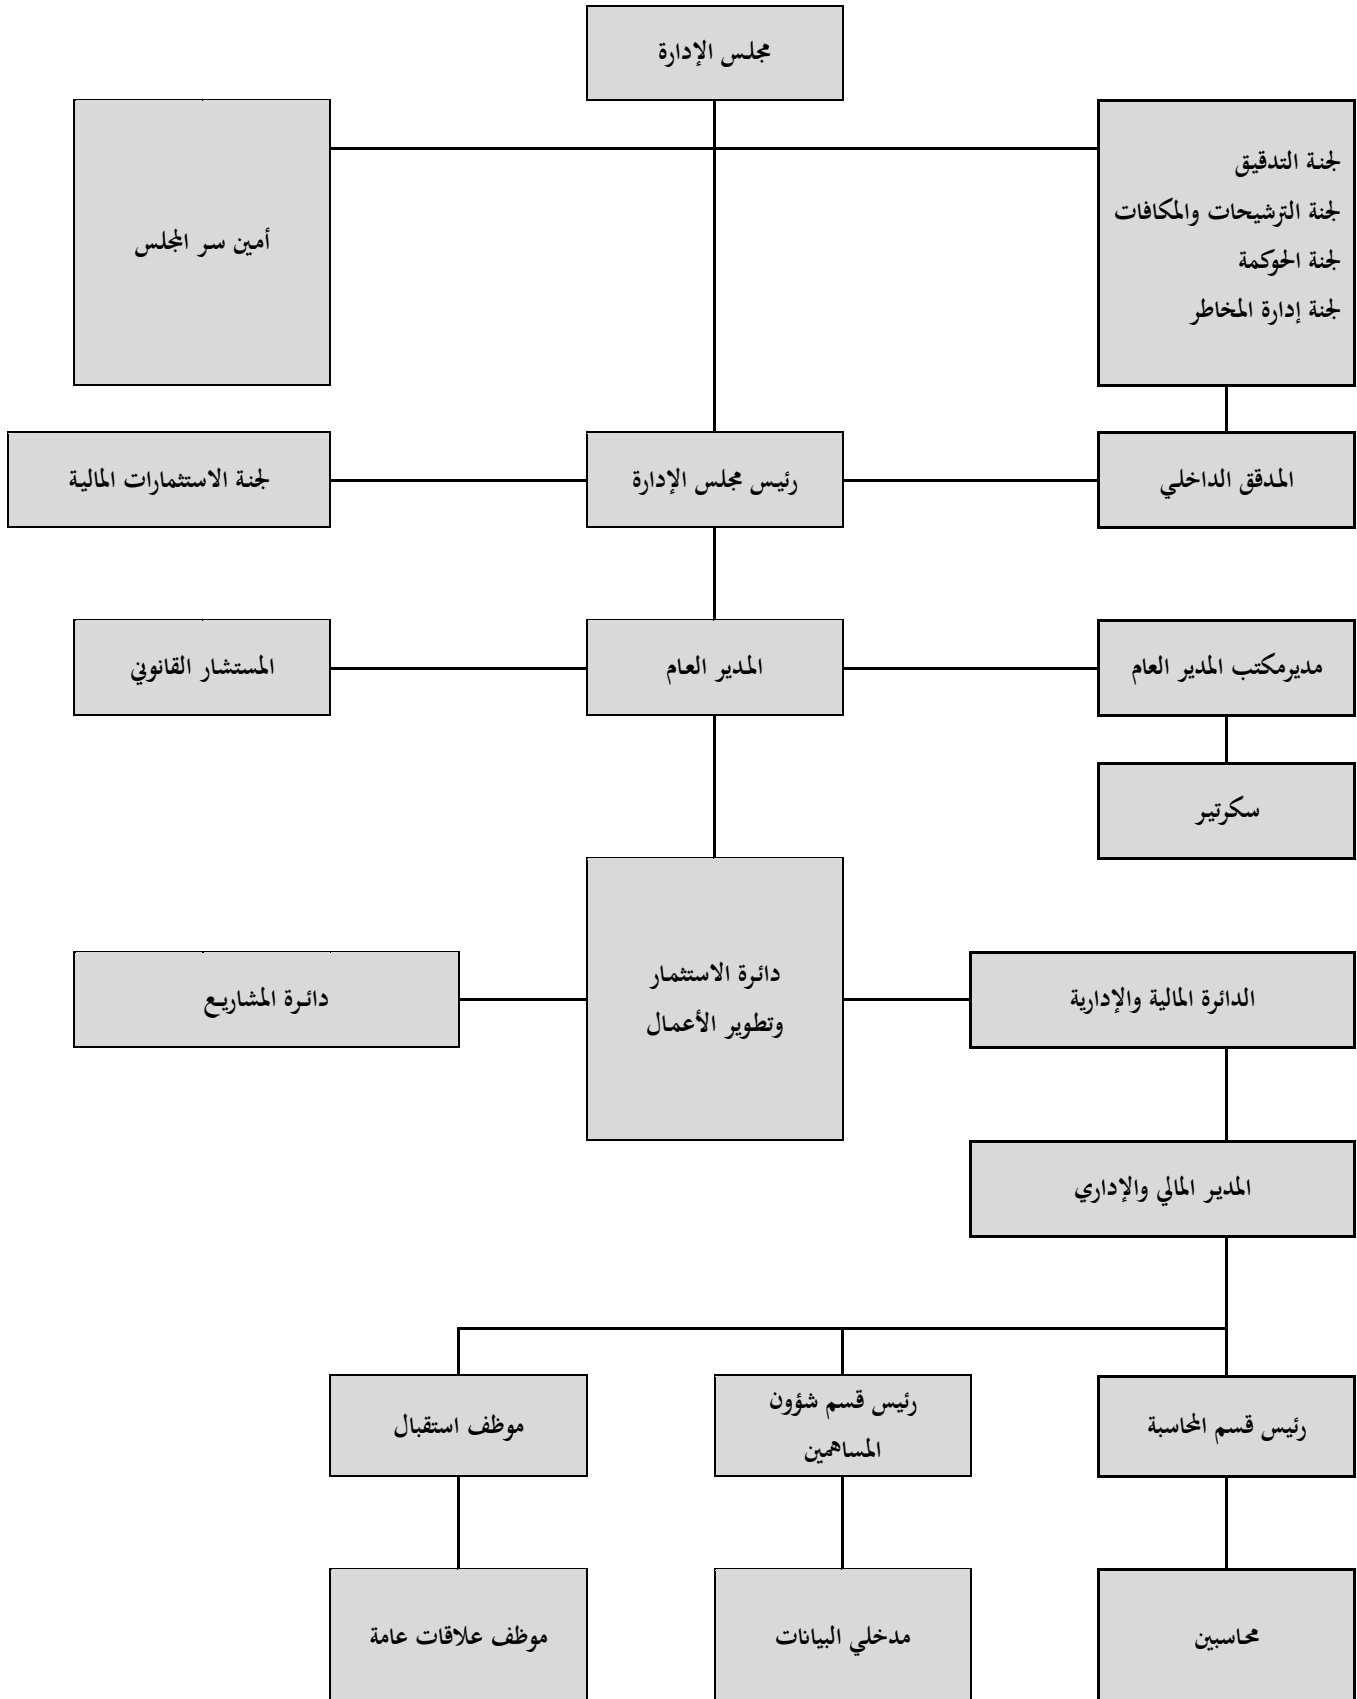 مجلس الإدارة
لجنة التدقيق
لجنة الترشيحات والمكافات
لجنة الحوكمة
لجنة إدارة المخاطر
أمين سر المجلس
المدقق الداخلي
رئيس مجلس الإدارة
لجنة الاستثمارات المالية
مديرمكتب المدير العام
المدير العام
المستشار القانوني
سكرتير
الدائرة المالية والإدارية
دائرة الاستثمار
وتطوير الأعمال
دائرة المشاريع
المدير المالي والإداري
رئيس قسم المحاسبة
رئيس قسم شؤون
المساهمين
موظف استقبال
محاسبين
مدخلي البيانات
موظف علاقات عامة